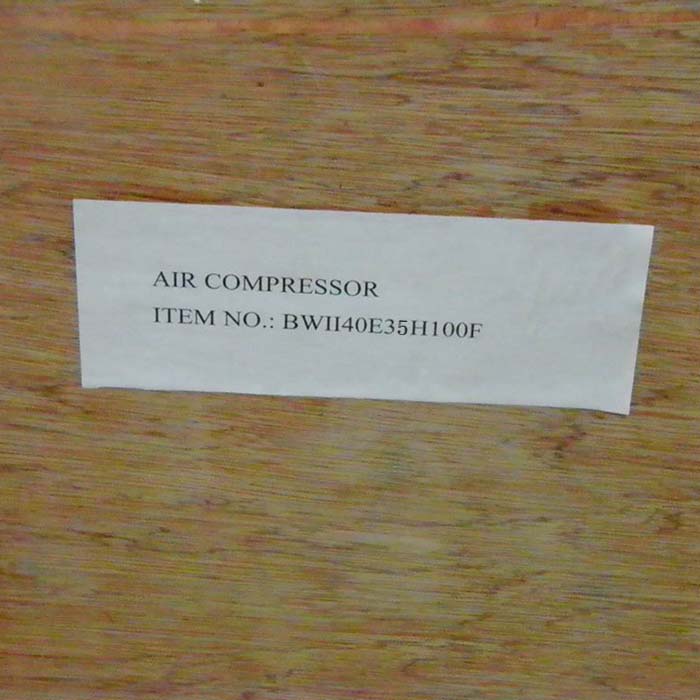 AIR COMPRESSOR
ITEM NO.: BWII40E35H100F